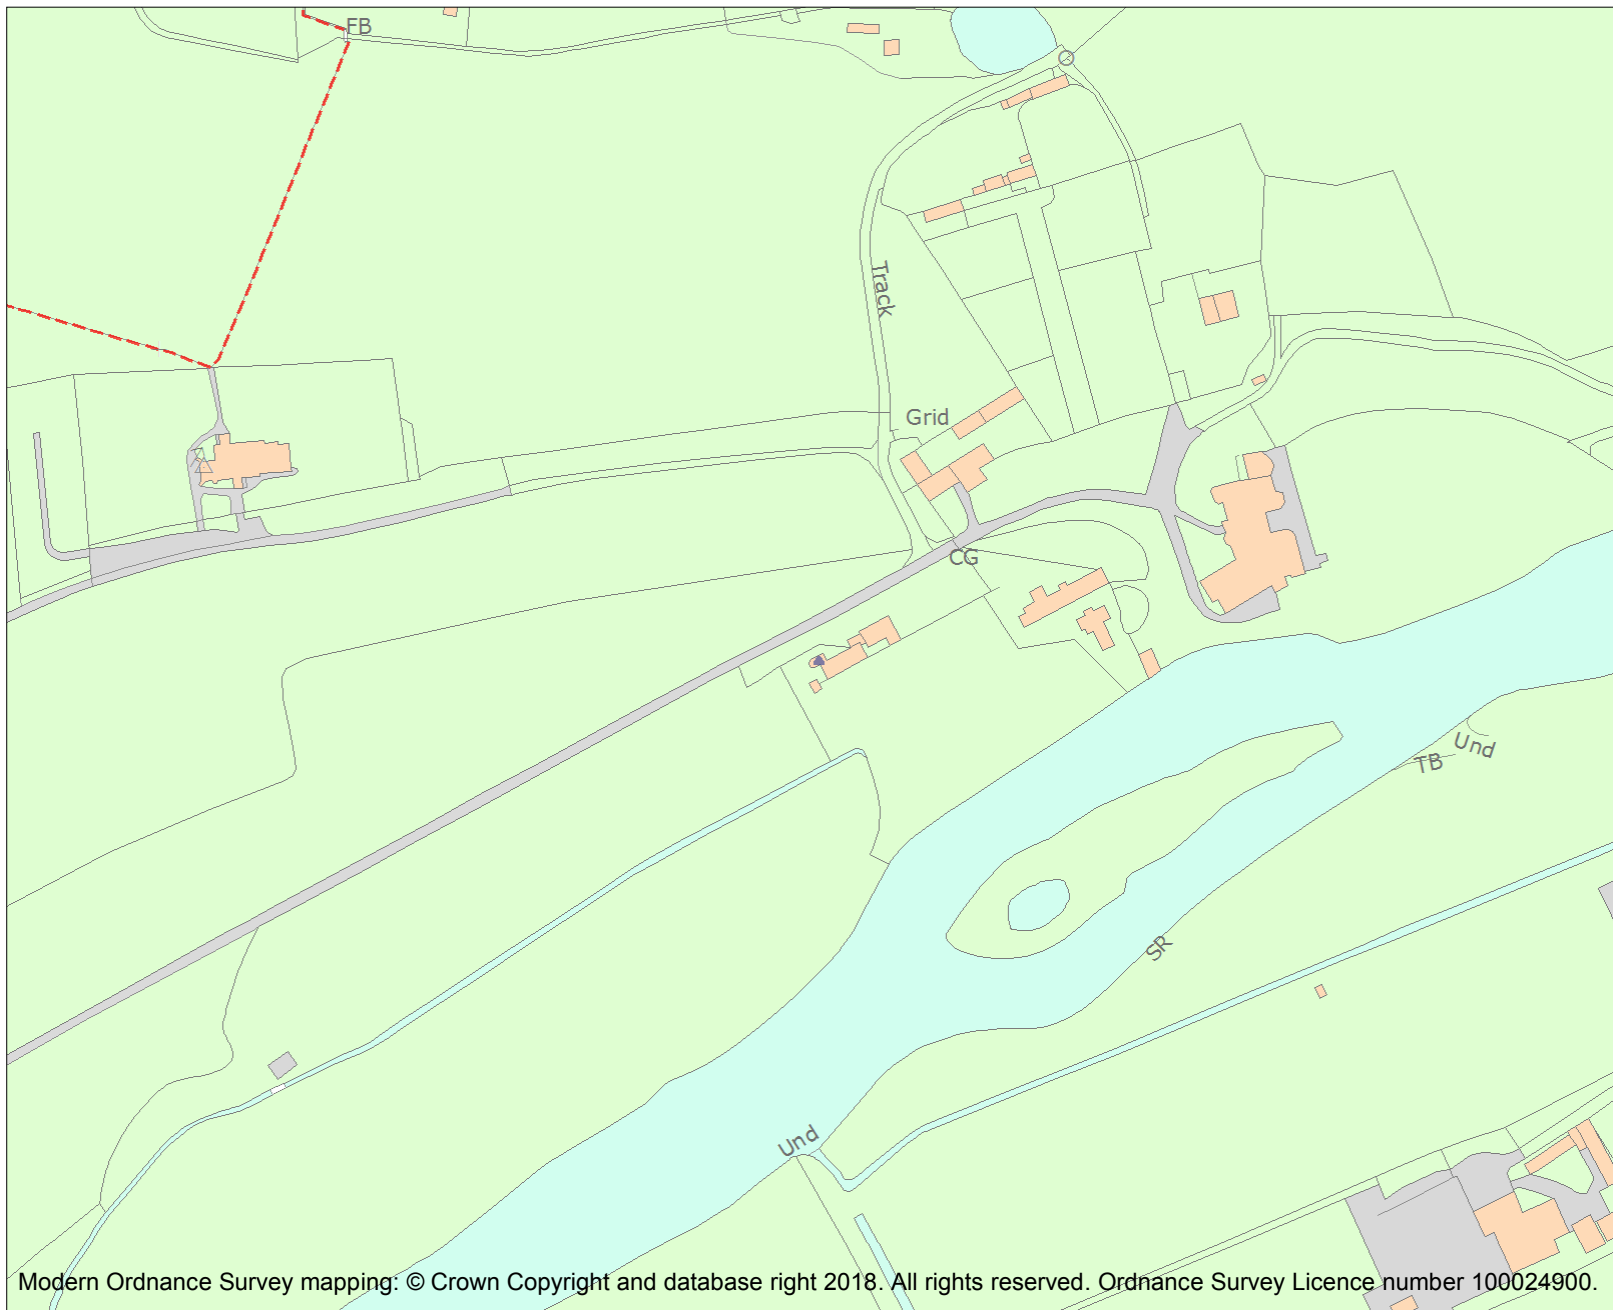 FB
Track
Grid
CG
Und
TB
SR
Und
Modern Ordnance Survey mapping: © Crown Copyright and database right 2018. All rights reserved. Ordnance Survey Licence number 100024900.